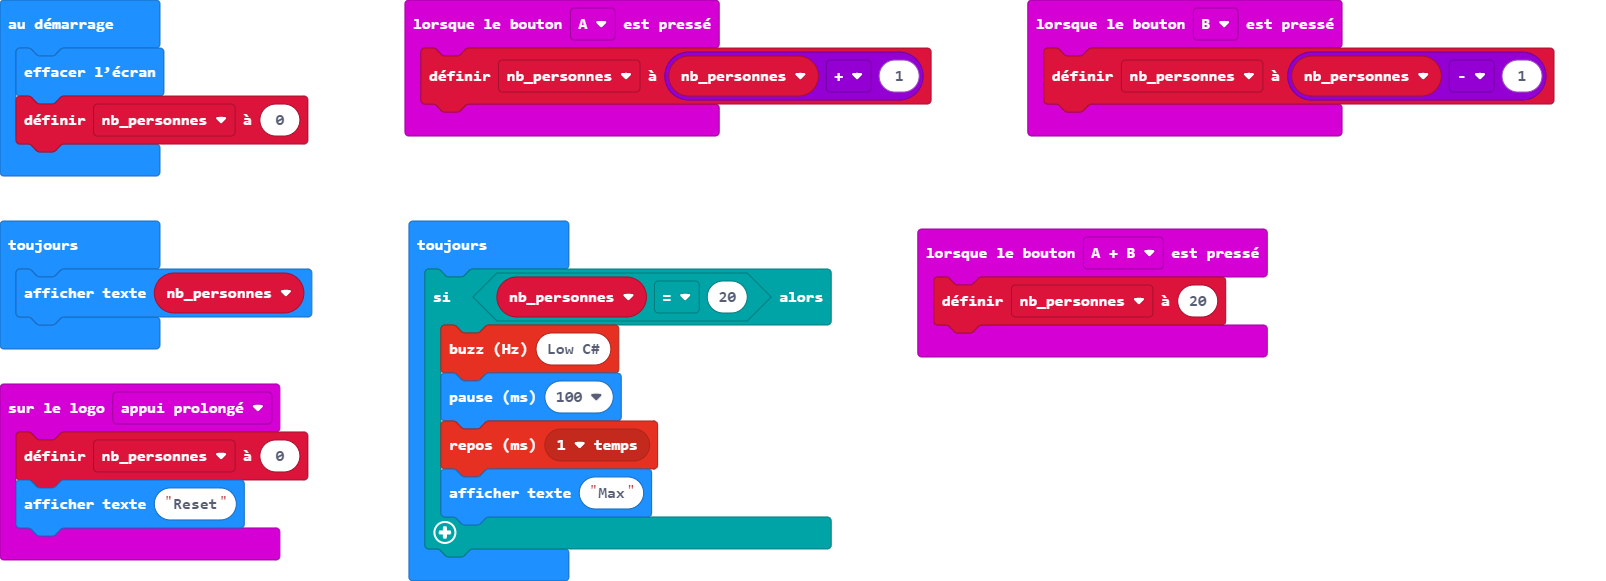 au démarrage
effacer l’écran
définir nb_personnes à 0
lorsque le bouton A est pressé
définir nb_personnes à nb_personnes + 1
lorsque le bouton B est pressé
définir nb_personnes à nb_personnes - 1
toujours
afficher texte nb_personnes
toujours
si nb_personnes = 20 alors
buzz (Hz) Low C#
pause (ms) 100
repos (ms) 1 temps
afficher texte "Max"
lorsque le bouton A + B est pressé
définir nb_personnes à 20
sur le logo appui prolongé
définir nb_personnes à 0
afficher texte "Reset"